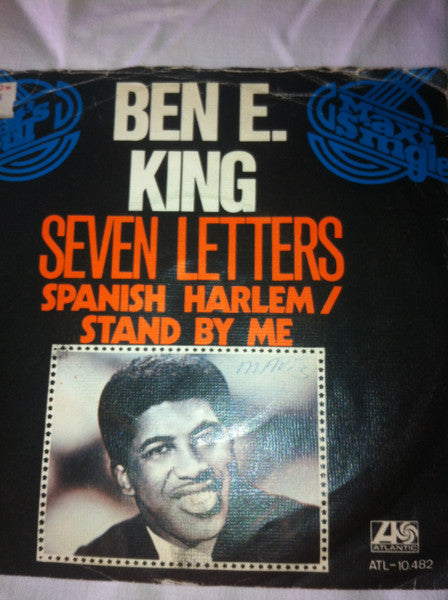 BEN E.
KING
Maxi
Single
SEVEN LETTERS
SPANISH HARLEM /
STAND BY ME
ATLANTIC
ATL-10.482